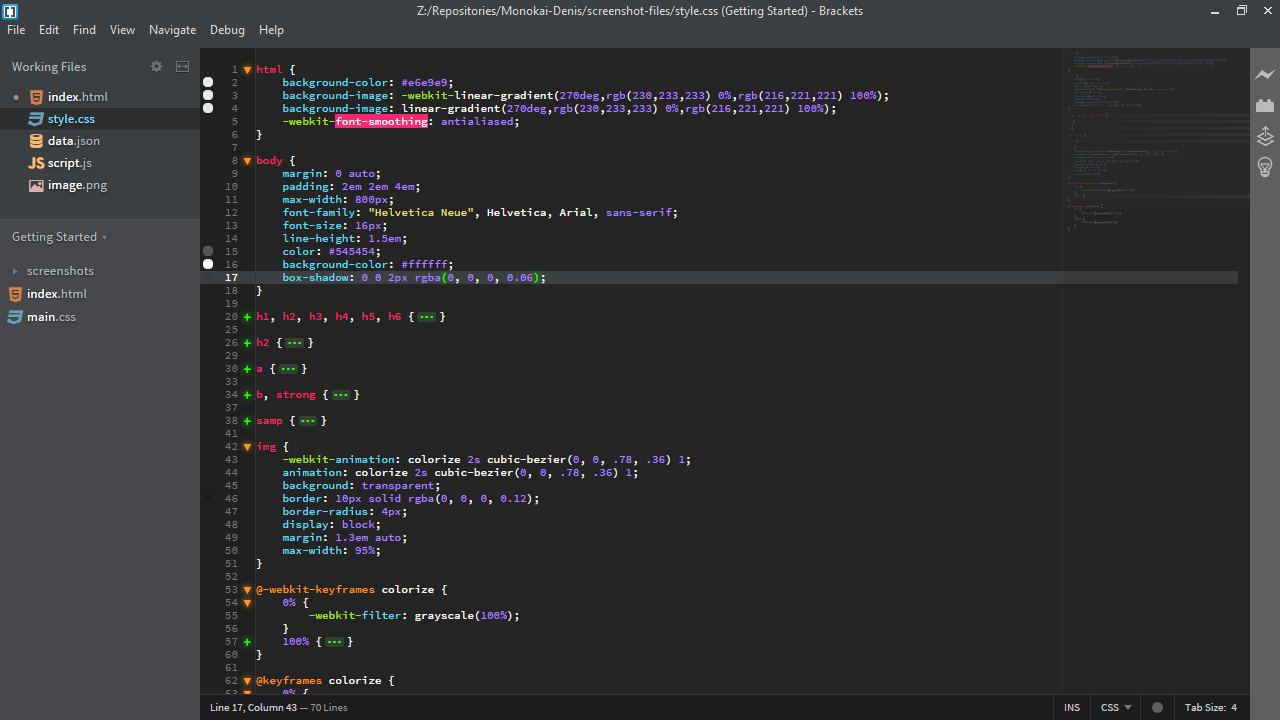 Z:/Repositories/Monokai-Denis/screenshot-files/style.css (Getting Started) - Brackets
File Edit Find View Navigate Debug Help
Working Files
index.html
style.css
data.json
script.js
image.png
Getting Started
screenshots
index.html
main.css
1 html {
2 background-color: #e6e9e9;
3 background-image: -webkit-linear-gradient(270deg,rgb(230,233,233) 0%,rgb(216,221,221) 100%);
4 background-image: linear-gradient(270deg,rgb(230,233,233) 0%,rgb(216,221,221) 100%);
5 -webkit-font-smoothing: antialiased;
6 }
7
8 body {
9 margin: 0 auto;
10 padding: 2em 2em 4em;
11 max-width: 800px;
12 font-family: "Helvetica Neue", Helvetica, Arial, sans-serif;
13 font-size: 16px;
14 line-height: 1.5em;
15 color: #545454;
16 background-color: #ffffff;
17 box-shadow: 0 0 2px rgba(0, 0, 0, 0.06);
18 }
19
20 h1, h2, h3, h4, h5, h6 { }
25
26 h2 { }
29
30 a { }
33
34 b, strong { }
37
38 samp { }
41
42 img {
43 -webkit-animation: colorize 2s cubic-bezier(0, 0, .78, .36) 1;
44 animation: colorize 2s cubic-bezier(0, 0, .78, .36) 1;
45 background: transparent;
46 border: 10px solid rgba(0, 0, 0, 0.12);
47 border-radius: 4px;
48 display: block;
49 margin: 1.3em auto;
50 max-width: 95%;
51 }
52
53 @-webkit-keyframes colorize {
54 0% {
55 -webkit-filter: grayscale(100%);
56 }
57 100% { }
60 }
61
62 @keyframes colorize {
63 0% {
Line 17, Column 43 — 70 Lines
INS CSS Tab Size: 4